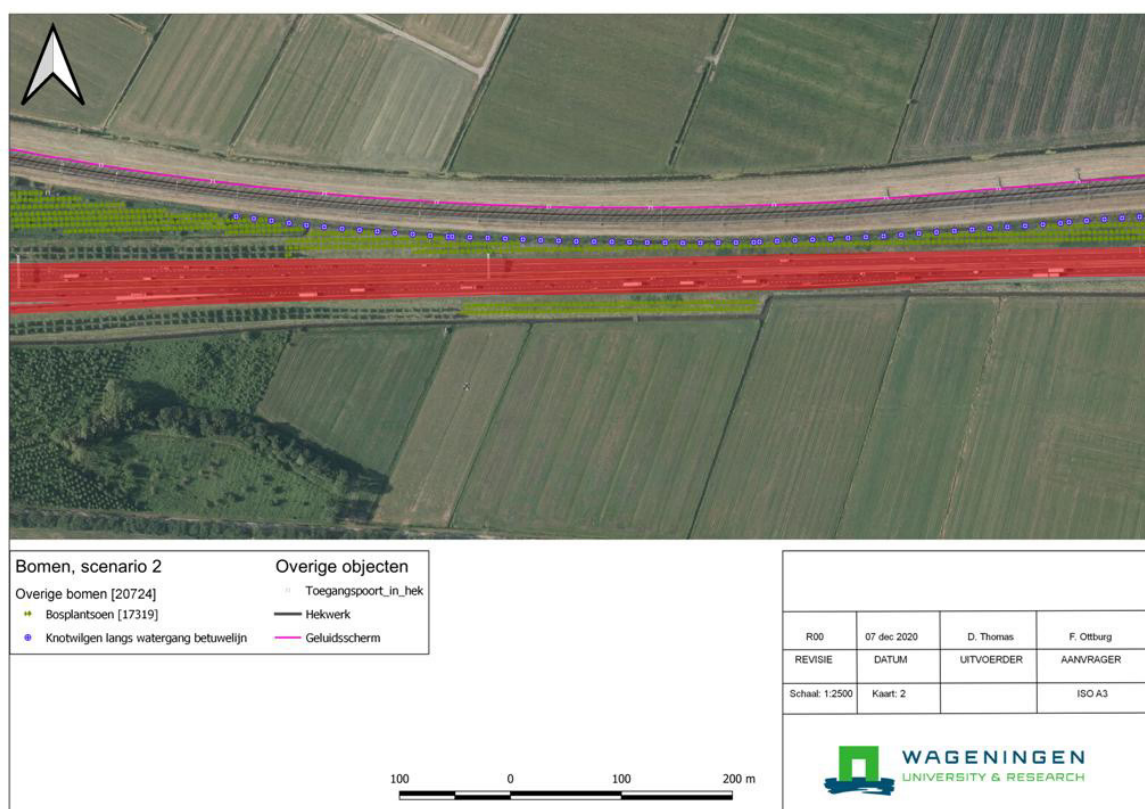 Bomen, scenario 2
Overige bomen [20724]
Bosplantsoen [17319]
Knotwilgen langs watergang betuwelijn
Overige objecten
Toegangspoort_in_hek
Hekwerk
Geluidsscherm
100 0 100 200 m
R00 07 dec 2020 D. Thomas F. Ottburg
REVISIE DATUM UITVOERDER AANVRAGER
Schaal: 1:2500 Kaart: 2 ISO A3
WAGENINGEN
UNIVERSITY & RESEARCH